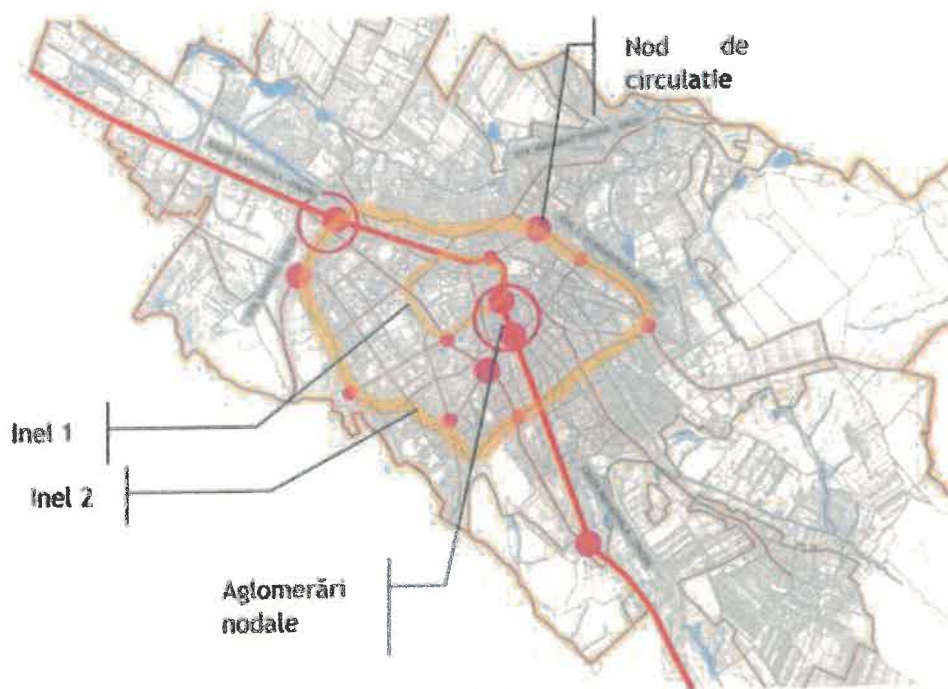 Nod de
circulatie
Inel 1
Inel 2
Aglomerări
nodale